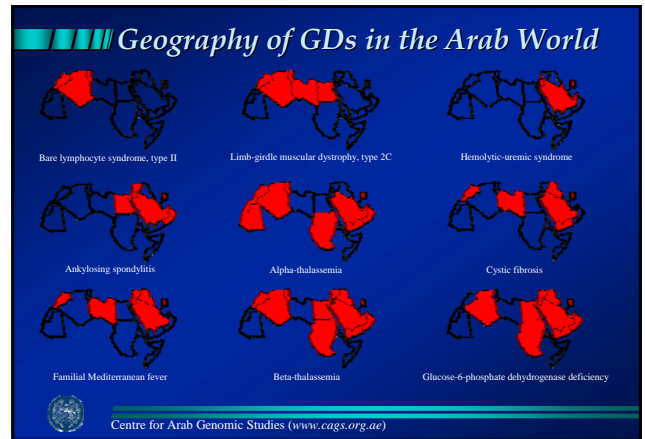 Geography of GDs in the Arab World
Bare lymphocyte syndrome, type II
Limb-girdle muscular dystrophy, type 2C
Hemolytic-uremic syndrome
Ankylosing spondylitis
Alpha-thalassemia
Cystic fibrosis
Familial Mediterranean fever
Beta-thalassemia
Glucose-6-phosphate dehydrogenase deficiency
Centre for Arab Genomic Studies (www.cags.org.ae)